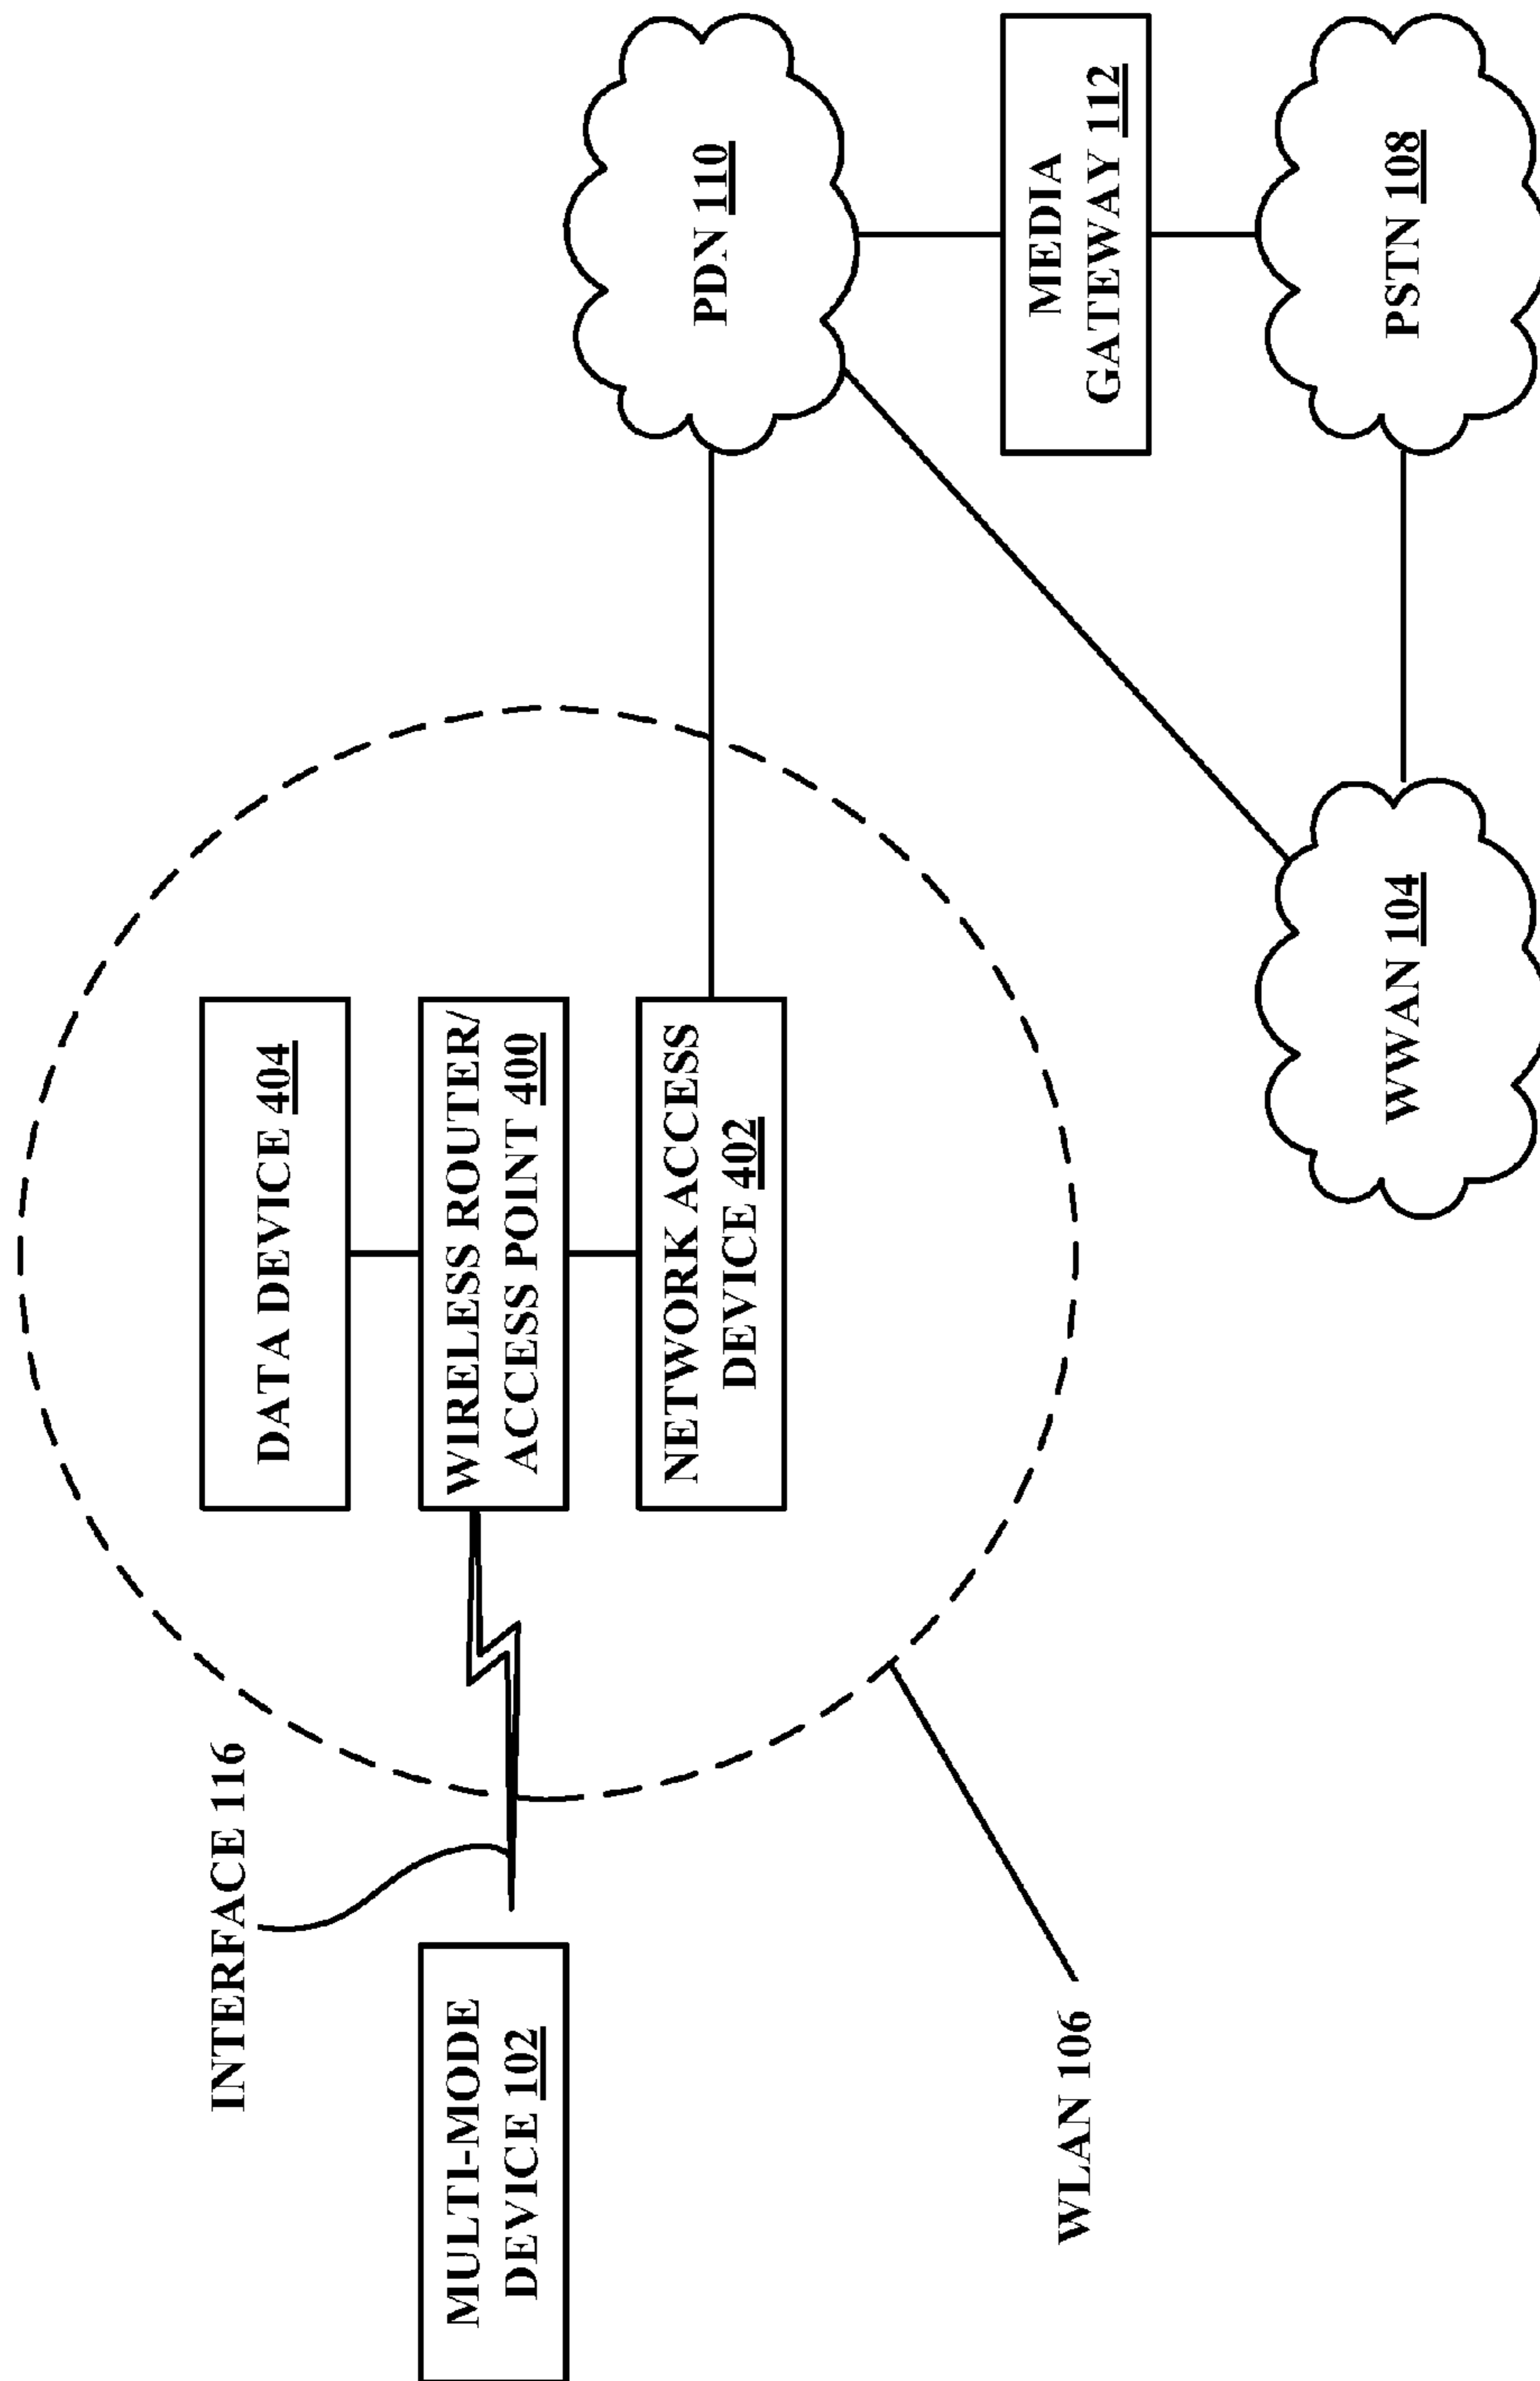 INTERFACE 116
MULTI-MODE
DEVICE 102
DATA DEVICE 404
WIRELESS ROUTER/
ACCESS POINT 400
NETWORK ACCESS
DEVICE 402
PDN 110
MEDIA
GATEWAY 112
WLAN 106
WWAN 104
PSTN 108